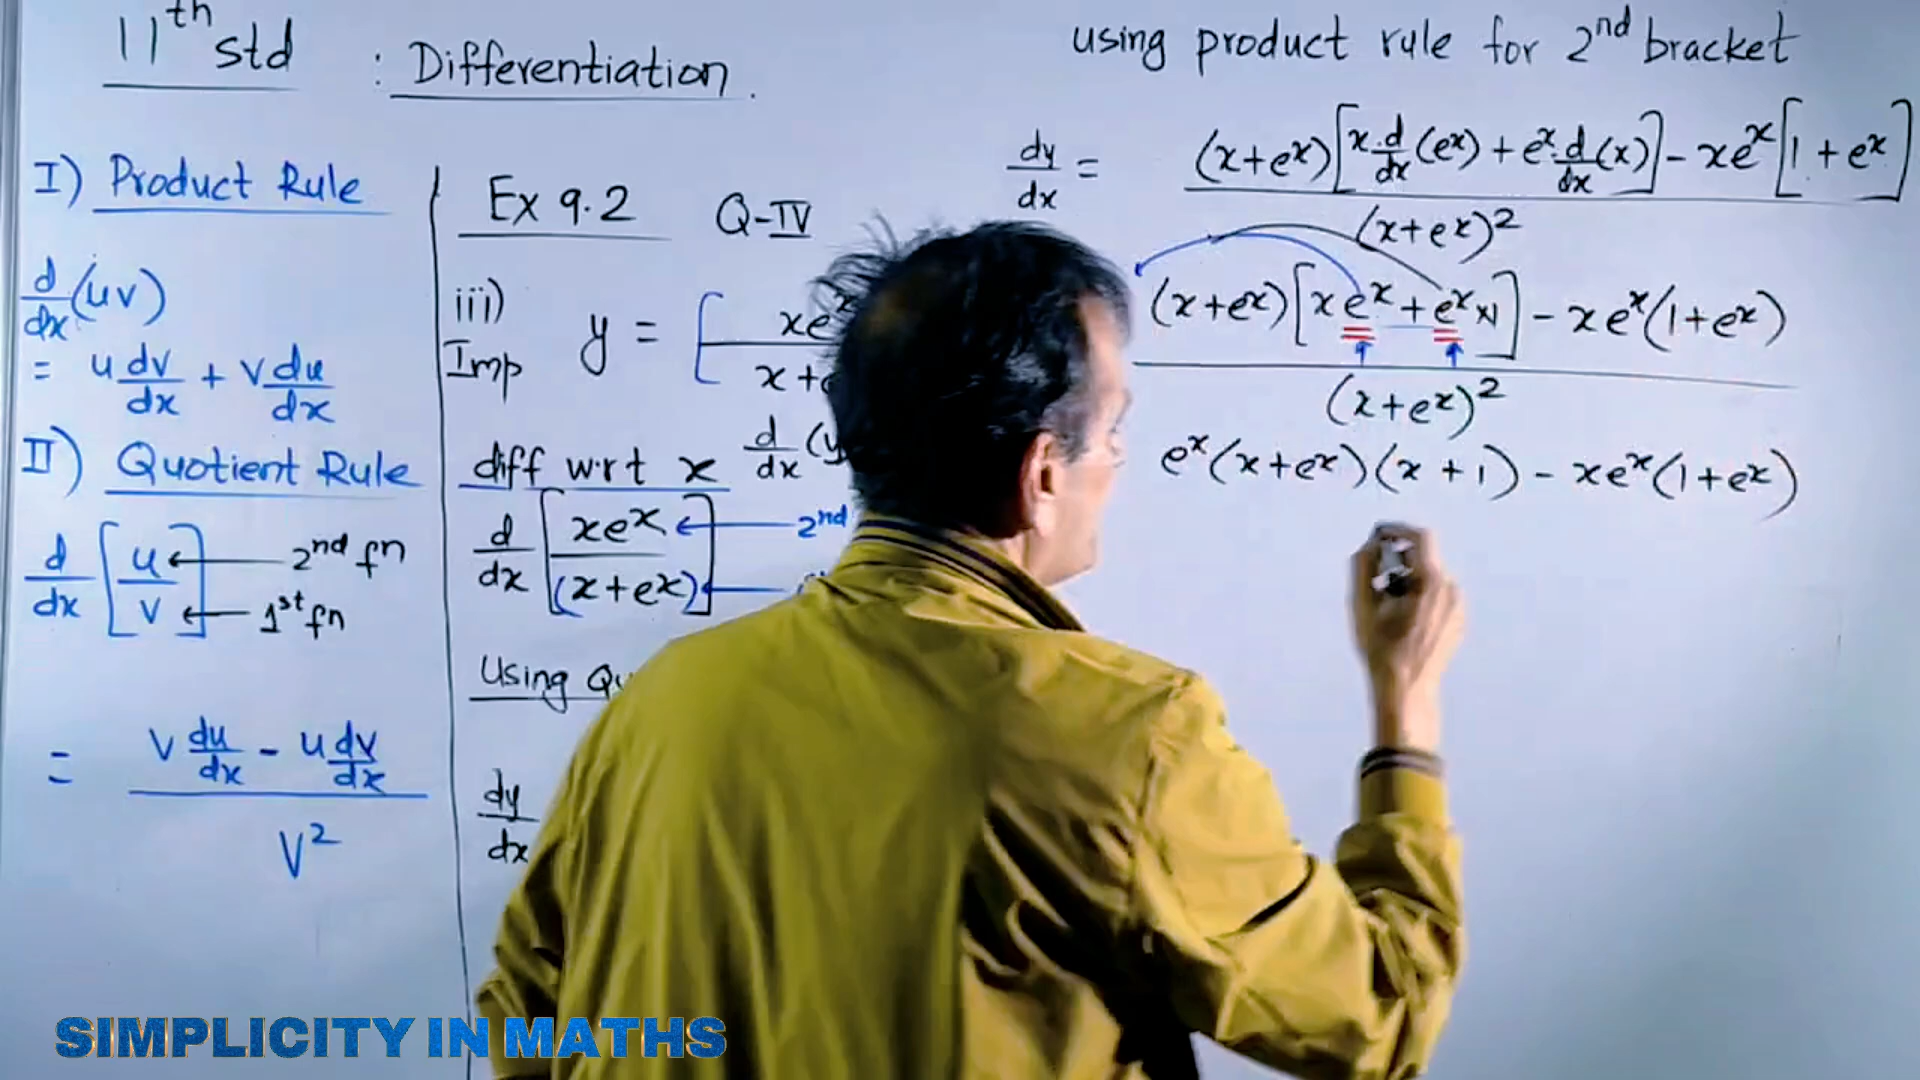 11th std : Differentiation.
I) Product Rule
d/dx (uv)
= u dv/dx + v du/dx
II) Quotient Rule
d/dx [u/v] 2nd fn
1st fn
= (v du/dx - u dv/dx) / v²
Ex 9.2 Q-IV
iii)
Imp
y = [xe^x / x+
diff w.r.t x d/dx (y
d/dx [xe^x / (x+e^x)] 2nd
Using
dy/dx
using product rule for 2nd bracket
dy/dx = (x+e^x)[x.d/dx(e^x) + e^x.d/dx(x)] - xe^x[1+e^x] / (x+e^x)²
(x+e^x)[xe^x + e^x×1] - xe^x(1+e^x) / (x+e^x)²
e^x(x+e^x)(x+1) - xe^x(1+e^x)
SIMPLICITY IN MATHS